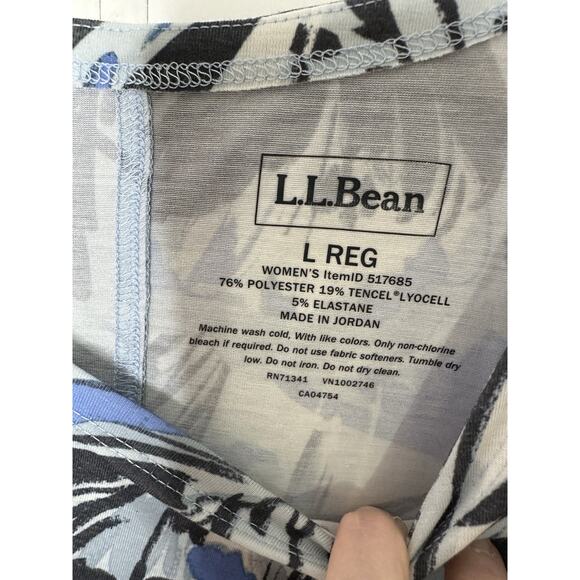 L.L.Bean
L REG
WOMEN'S ItemID 517685
76% POLYESTER 19% TENCEL®LYOCELL
5% ELASTANE
MADE IN JORDAN
Machine wash cold, With like colors. Only non-chlorine
bleach if required. Do not use fabric softeners. Tumble dry
low. Do not iron. Do not dry clean.
RN71341 VN1002746
CA04754